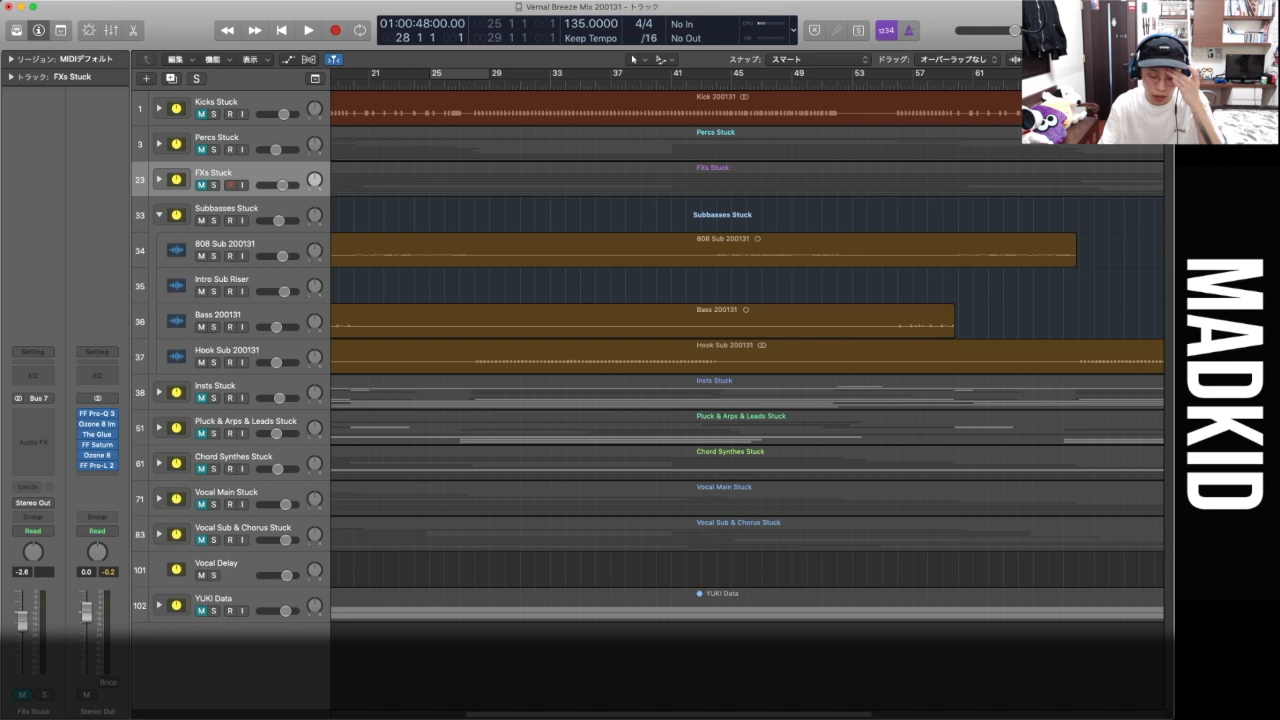 Vernal Breeze Mix 200131 - トラック
01:00:48:00.00
28 1 1 1
25 1 1 1
29 1 1 1
135.0000
Keep Tempo
4/4
/16
No In
No Out
CPU
HD
1234
リージョン: MIDIデフォルト
編集
機能
表示
スナップ:
スマート
ドラッグ:
オーバーラップなし
トラック: FXs Stuck
S
21
25
29
33
37
41
45
49
53
57
61
1
Kicks Stuck
M S R I
Kick 200131
3
Percs Stuck
M S R I
Percs Stuck
23
FXs Stuck
M S R I
FXs Stuck
33
Subbasses Stuck
M S R I
Subbasses Stuck
34
808 Sub 200131
M S R I
808 Sub 200131
35
Intro Sub Riser
M S R I
36
Bass 200131
M S R I
Bass 200131
37
Hook Sub 200131
M S R I
Hook Sub 200131
38
Insts Stuck
M S R I
Insts Stuck
51
Pluck & Arps & Leads Stuck
M S R I
Pluck & Arps & Leads Stuck
61
Chord Synthes Stuck
M S R I
Chord Synthes Stuck
71
Vocal Main Stuck
M S R I
Vocal Main Stuck
83
Vocal Sub & Chorus Stuck
M S R I
Vocal Sub & Chorus Stuck
101
Vocal Delay
M S
102
YUKI Data
M S R I
YUKI Data
Setting
Setting
EQ
EQ
Bus 7
Audio FX
FF Pro-Q 3
Ozone 8 Im
The Glue
FF Saturn
Ozone 8
FF Pro-L 2
Sends
Stereo Out
Group
Group
Read
Read
-2.6
0.0
-0.2
Bnce
M S
M
FXs Stuck
Stereo Out
MADKID